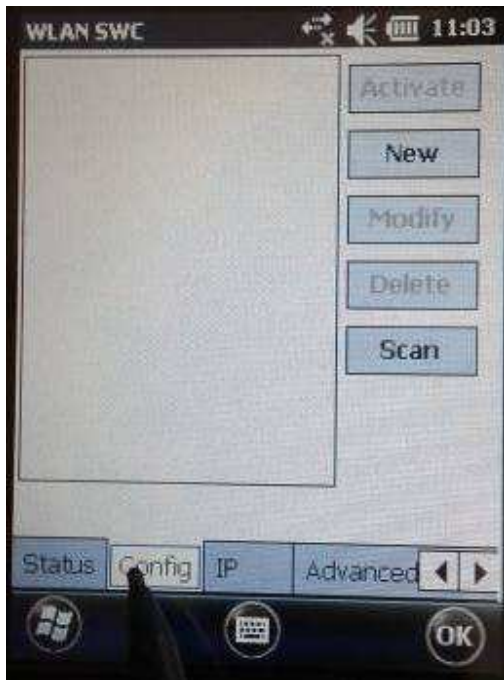 WLAN SWC 11:03
Activate
New
Modify
Delete
Scan
Status Config IP Advanced
OK